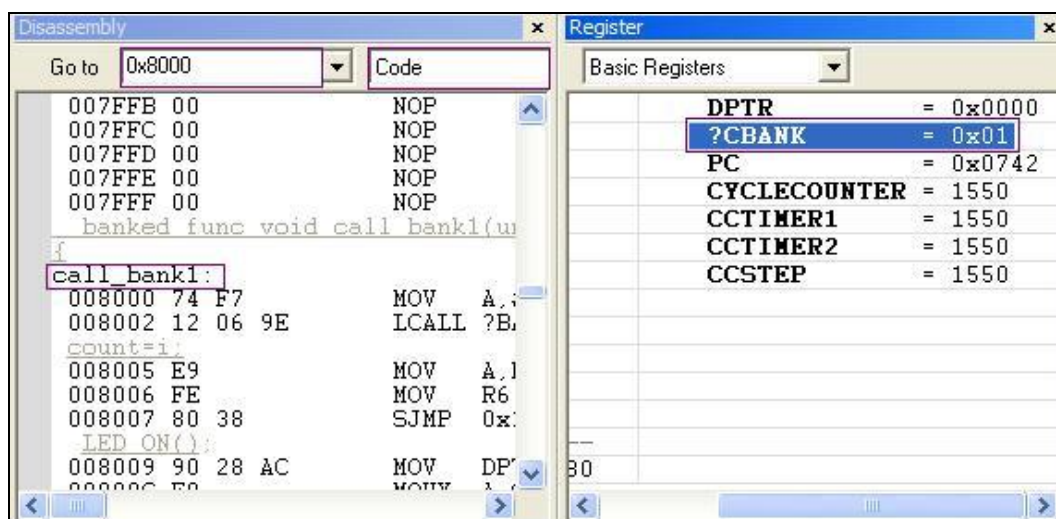 Disassembly
Go to 0x8000 Code
007FFB 00 NOP
007FFC 00 NOP
007FFD 00 NOP
007FFE 00 NOP
007FFF 00 NOP
banked func void call bank1(
{
call_bank1:
008000 74 F7 MOV A,
008002 12 06 9E LCALL ?B
count=i;
008005 E9 MOV A,
008006 FE MOV R6
008007 80 38 SJMP 0x
LED ON();
008009 90 28 AC MOV DP
Register
Basic Registers
DPTR = 0x0000
?CBANK = 0x01
PC = 0x0742
CYCLECOUNTER = 1550
CCTIMER1 = 1550
CCTIMER2 = 1550
CCSTEP = 1550
--
30